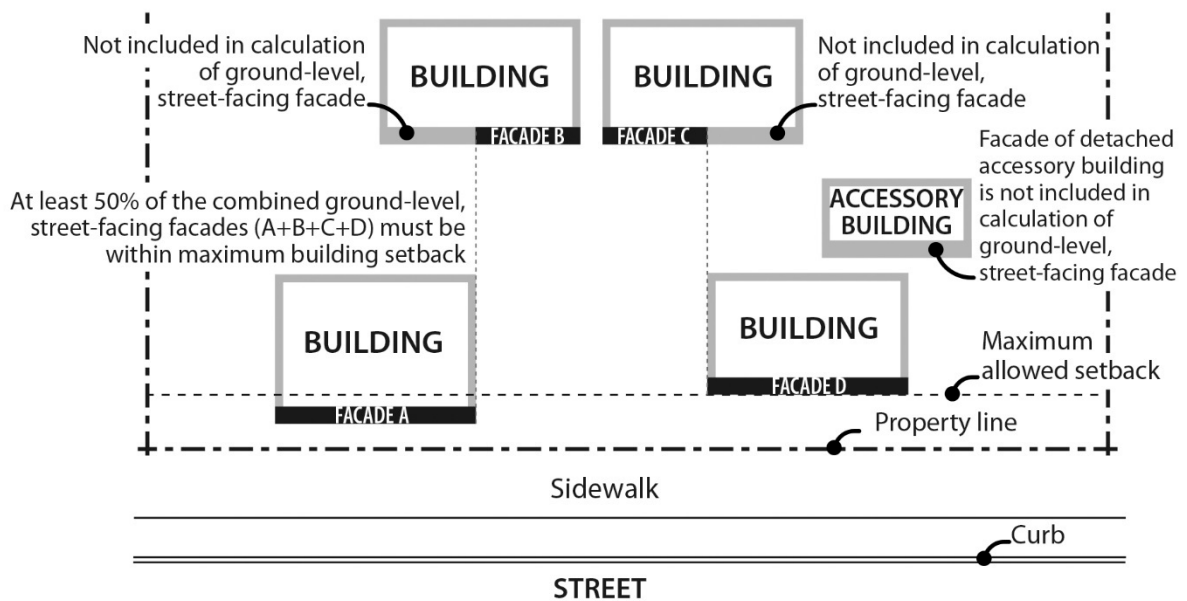 Not included in calculation
of ground-level,
street-facing facade
BUILDING
FACADE B
BUILDING
FACADE C
Not included in calculation
of ground-level,
street-facing facade
Facade of detached
accessory building
is not included in
calculation of
ground-level,
street-facing facade
ACCESSORY
BUILDING
At least 50% of the combined ground-level,
street-facing facades (A+B+C+D) must be
within maximum building setback
BUILDING
FACADE A
BUILDING
FACADE D
Maximum
allowed setback
Property line
Sidewalk
Curb
STREET